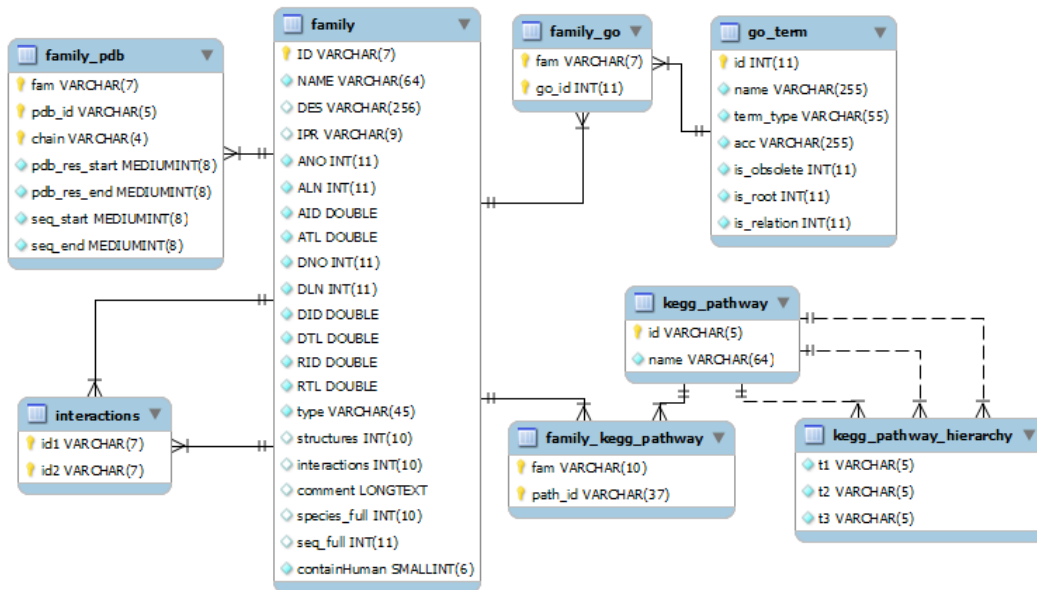 family_pdb
fam VARCHAR(7)
pdb_id VARCHAR(5)
chain VARCHAR(4)
pdb_res_start MEDIUMINT(8)
pdb_res_end MEDIUMINT(8)
seq_start MEDIUMINT(8)
seq_end MEDIUMINT(8)
family
ID VARCHAR(7)
NAME VARCHAR(64)
DES VARCHAR(256)
IPR VARCHAR(9)
ANO INT(11)
ALN INT(11)
AID DOUBLE
ATL DOUBLE
DNO INT(11)
DLN INT(11)
DID DOUBLE
DTL DOUBLE
RID DOUBLE
RTL DOUBLE
type VARCHAR(45)
structures INT(10)
interactions INT(10)
comment LONGTEXT
species_full INT(10)
seq_full INT(11)
containHuman SMALLINT(6)
family_go
fam VARCHAR(7)
go_id INT(11)
go_term
id INT(11)
name VARCHAR(255)
term_type VARCHAR(55)
acc VARCHAR(255)
is_obsolete INT(11)
is_root INT(11)
is_relation INT(11)
interactions
id1 VARCHAR(7)
id2 VARCHAR(7)
kegg_pathway
id VARCHAR(5)
name VARCHAR(64)
family_kegg_pathway
fam VARCHAR(10)
path_id VARCHAR(37)
kegg_pathway_hierarchy
t1 VARCHAR(5)
t2 VARCHAR(5)
t3 VARCHAR(5)